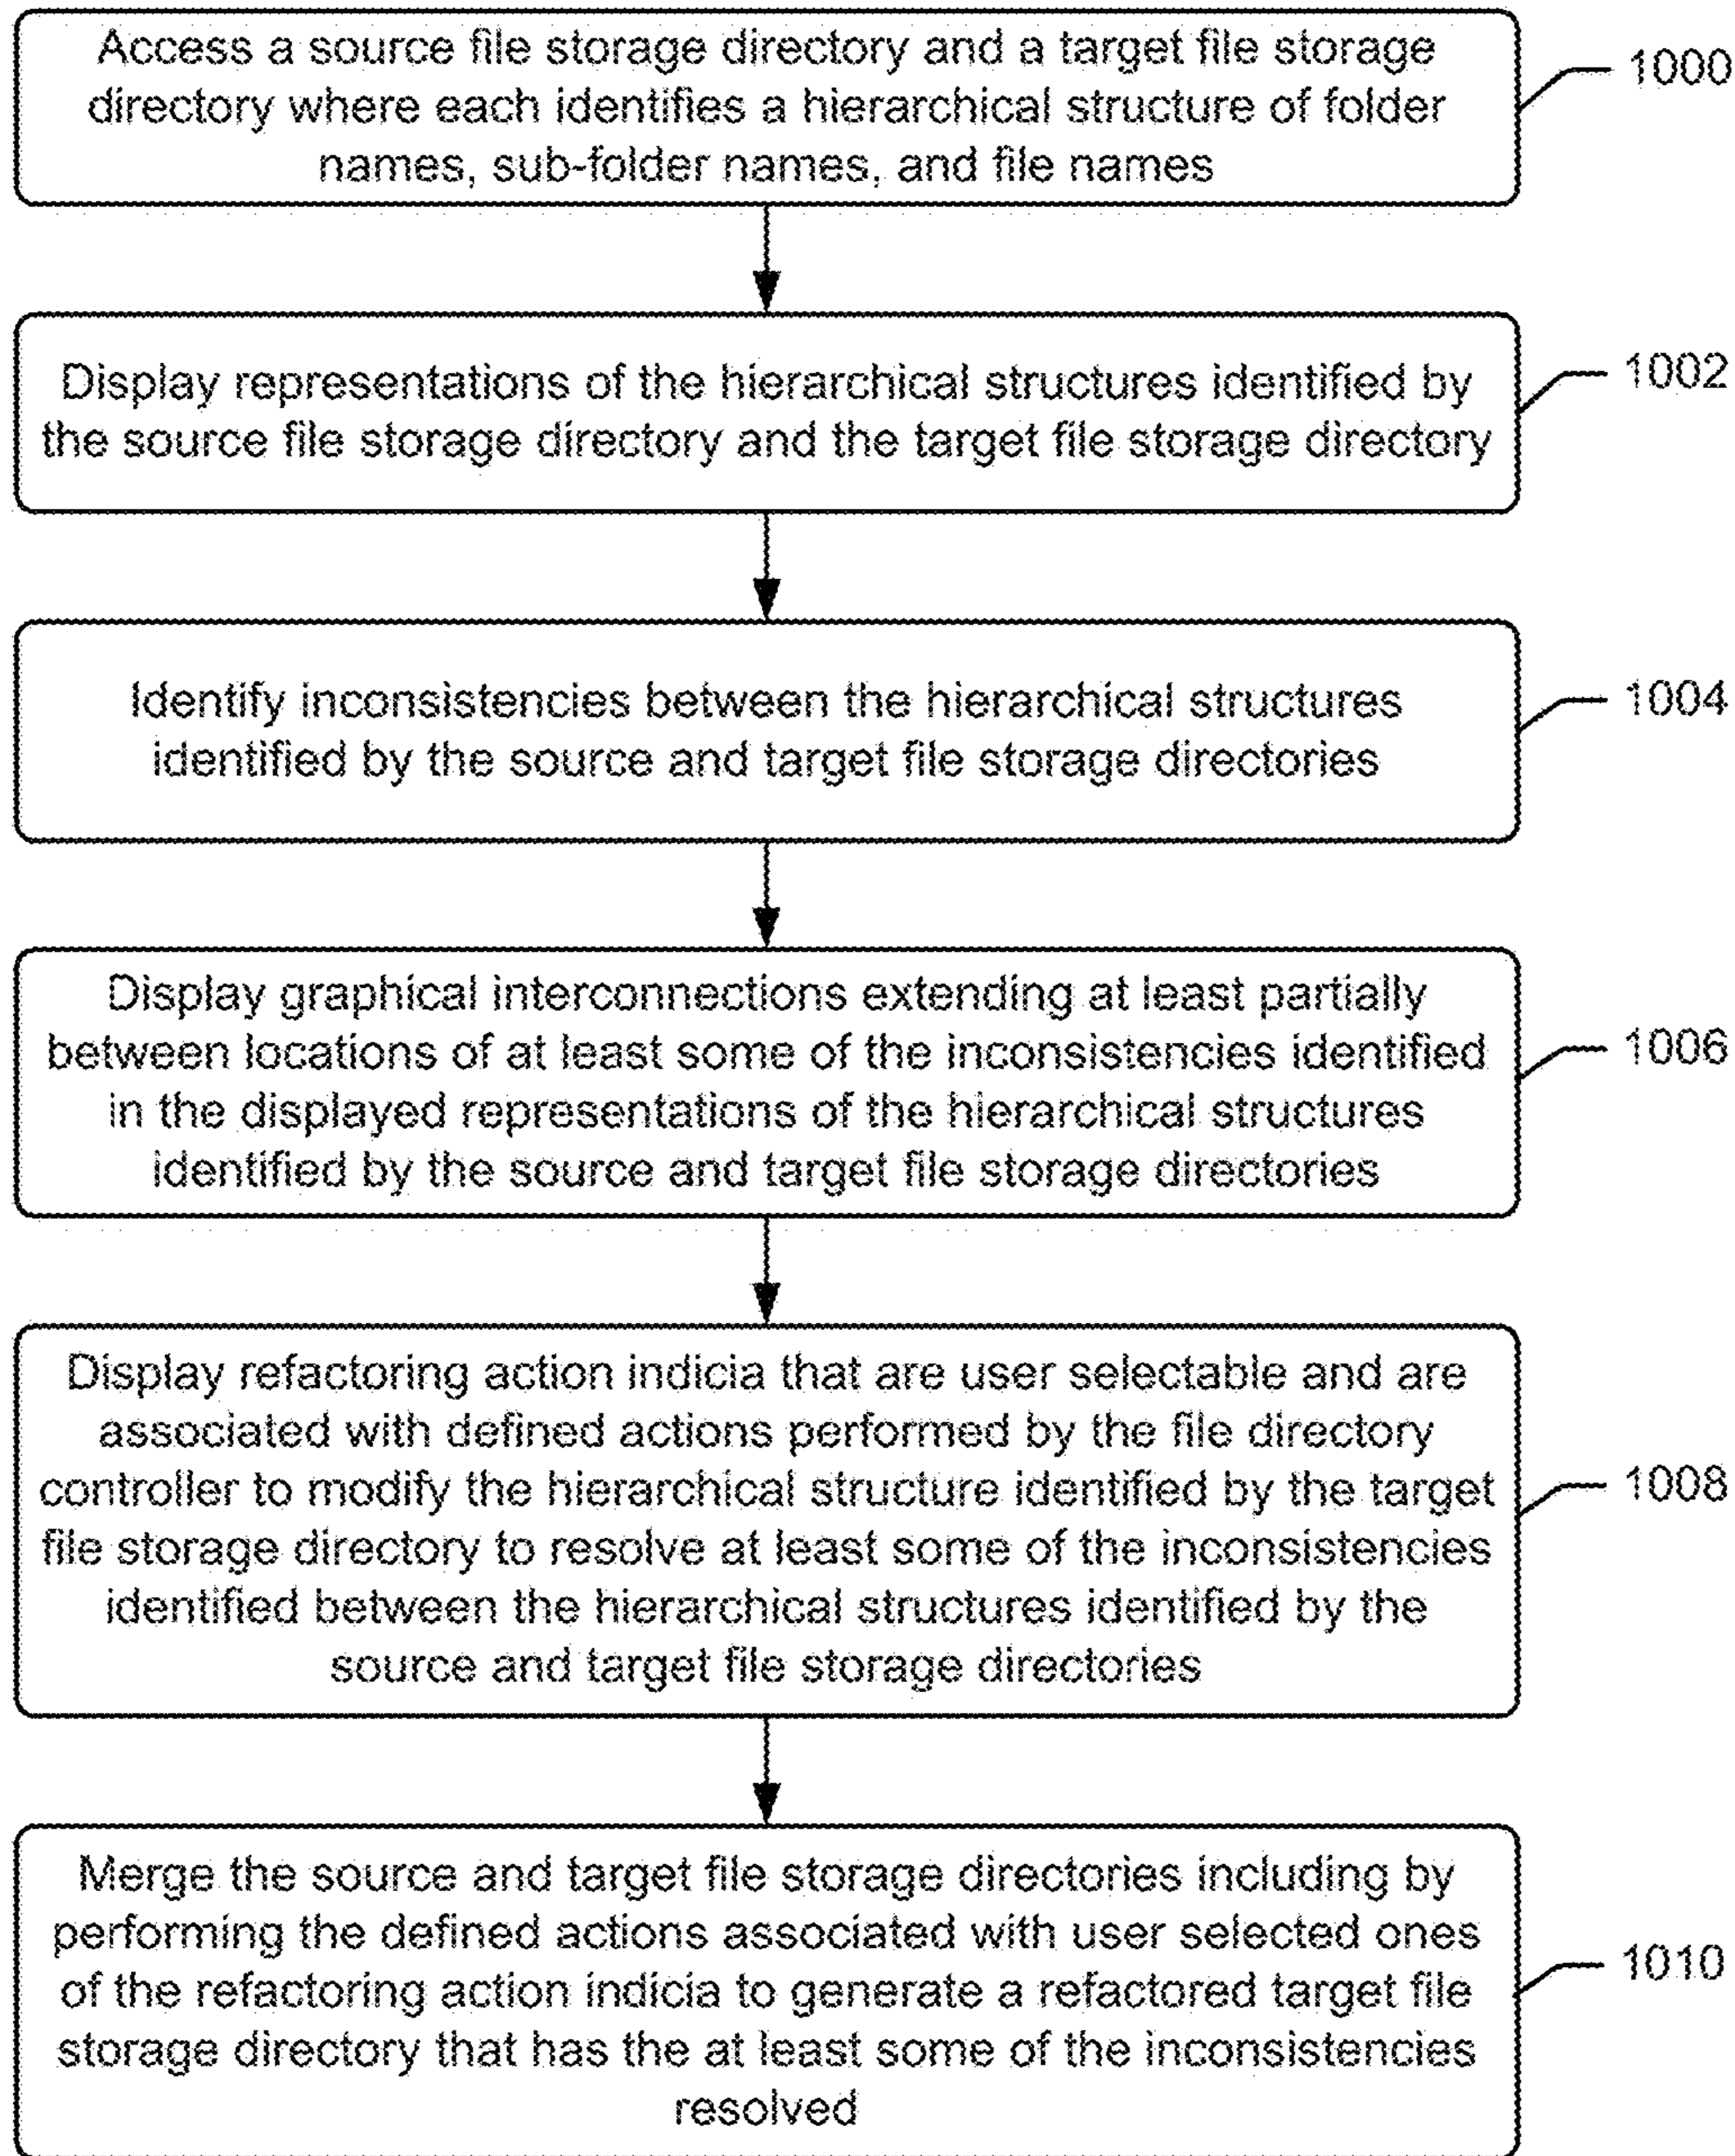 Access a source file storage directory and a target file storage
directory where each identifies a hierarchical structure of folder
names, sub-folder names, and file names
1000
Display representations of the hierarchical structures identified by
the source file storage directory and the target file storage directory
1002
Identify inconsistencies between the hierarchical structures
identified by the source and target file storage directories
1004
Display graphical interconnections extending at least partially
between locations of at least some of the inconsistencies identified
in the displayed representations of the hierarchical structures
identified by the source and target file storage directories
1006
Display refactoring action indicia that are user selectable and are
associated with defined actions performed by the file directory
controller to modify the hierarchical structure identified by the target
file storage directory to resolve at least some of the inconsistencies
identified between the hierarchical structures identified by the
source and target file storage directories
1008
Merge the source and target file storage directories including by
performing the defined actions associated with user selected ones
of the refactoring action indicia to generate a refactored target file
storage directory that has the at least some of the inconsistencies
resolved
1010